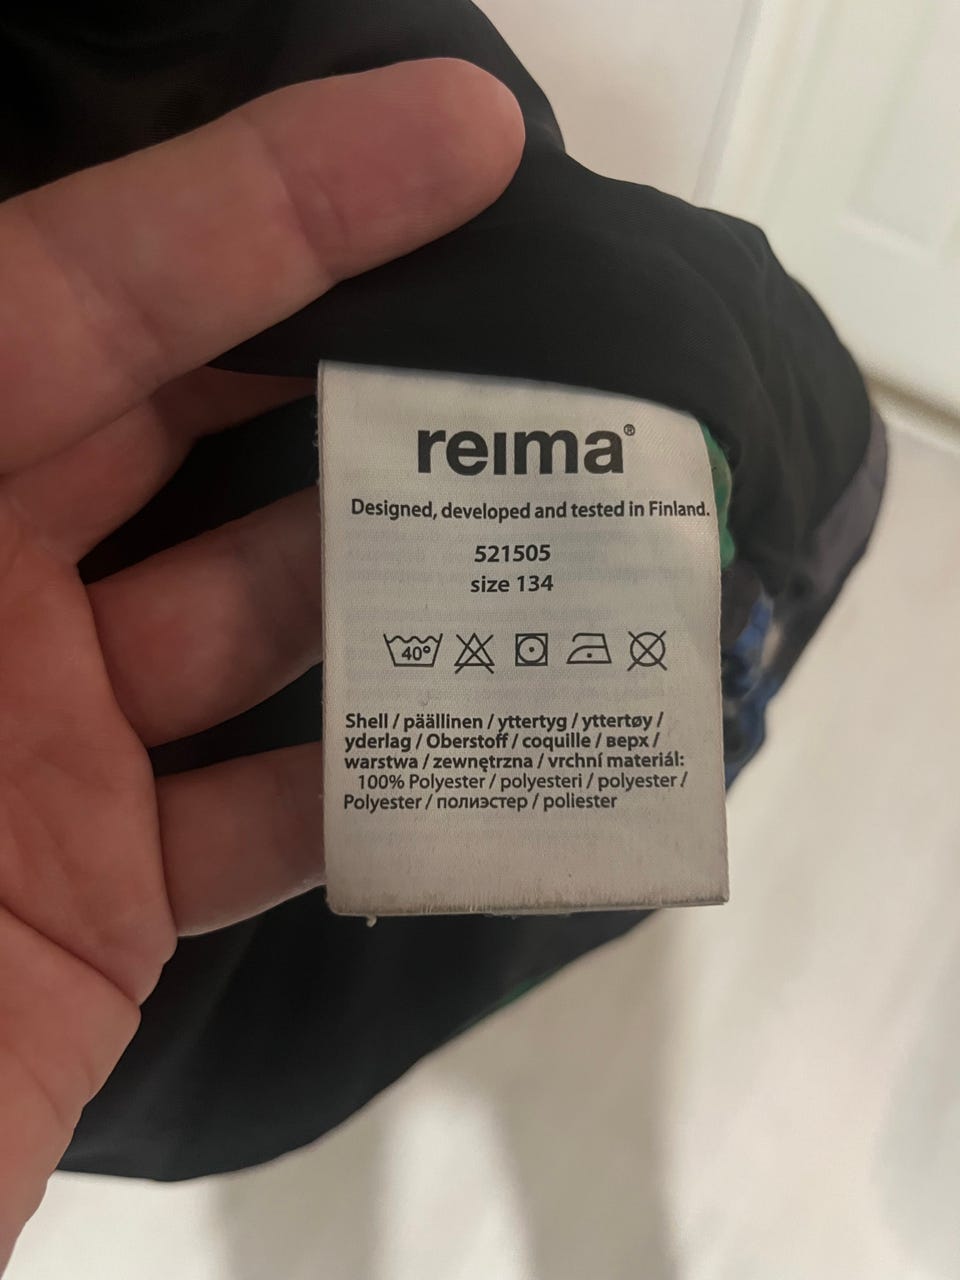 reima®
Designed, developed and tested in Finland.
521505
size 134
40°
Shell / päällinen / yttertyg / yttertøy /
yderlag / Oberstoff / coquille / верх /
warstwa / zewnętrzna / vrchní materiál:
100% Polyester / polyesteri / polyester /
Polyester / полиэстер / poliester